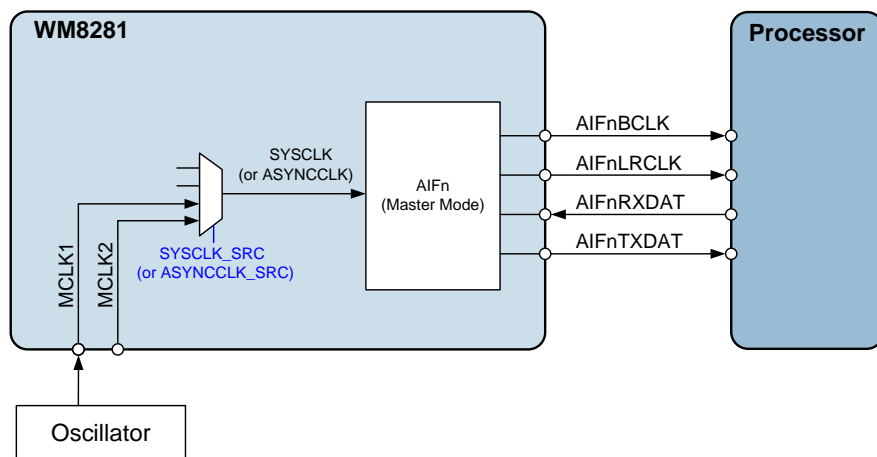 WM8281
Processor
AIFnBCLK
SYSCLK
(or ASYNCCLK)
AIFnLRCLK
AIFn
(Master Mode)
AIFnRXDAT
AIFnTXDAT
SYSCLK_SRC
(or ASYNCCLK_SRC)
MCLK1
MCLK2
Oscillator